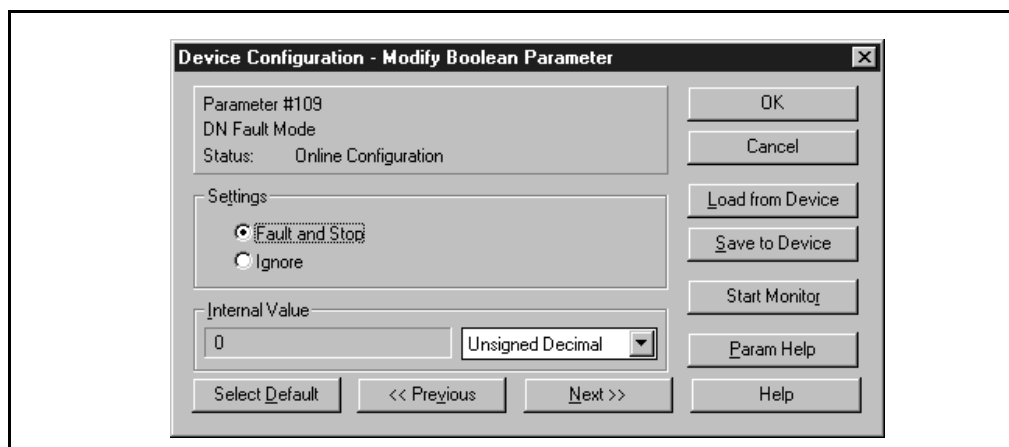 Device Configuration - Modify Boolean Parameter
Parameter #109
DN Fault Mode
Status: Online Configuration
Settings
Fault and Stop
Ignore
Internal Value
0
Unsigned Decimal
Select Default
<< Previous
Next >>
OK
Cancel
Load from Device
Save to Device
Start Monitor
Param Help
Help